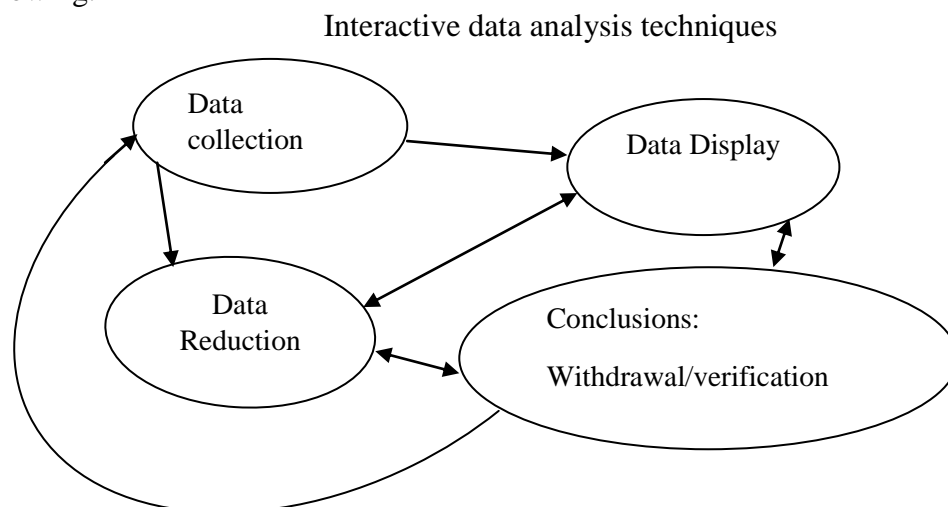 Interactive data analysis techniques
Data
collection
Data Display
Data
Reduction
Conclusions:
Withdrawal/verification